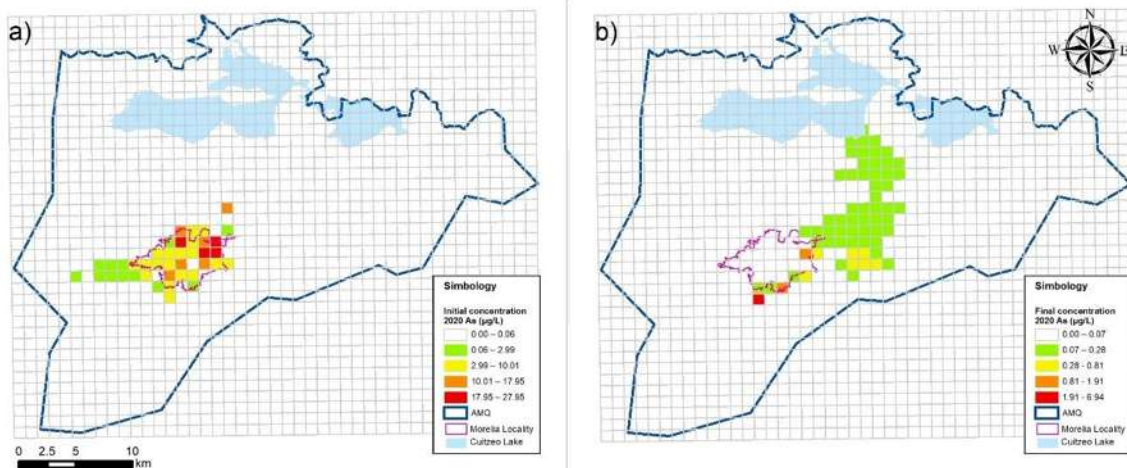 a)
Simbology
Initial concentration
2020 As (µg/L)
0.00 – 0.06
0.06 – 2.99
2.99 – 10.01
10.01 – 17.95
17.95 – 27.95
AMQ
Morelia Locality
Cuitzeo Lake
0 2.5 5 10
km
b)
N
W E
S
Simbology
Final concentration
2020 As (µg/L)
0.00 – 0.07
0.07 – 0.28
0.28 - 0.81
0.81 - 1.91
1.91 - 6.94
AMQ
Morelia Locality
Cuitzeo Lake